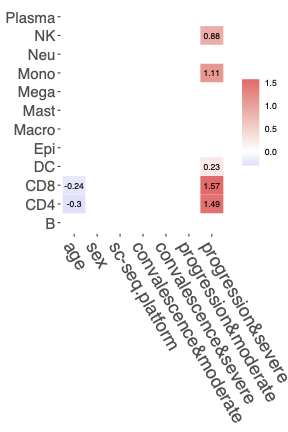 Plasma
NK
0.88
Neu
Mono
1.11
Mega
Mast
Macro
Epi
DC
0.23
CD8
-0.24
1.57
CD4
-0.3
1.49
B
1.5
1.0
0.5
0.0
age
sex
sc-seq.platform
convalescence&moderate
convalescence&severe
progression&moderate
progression&severe